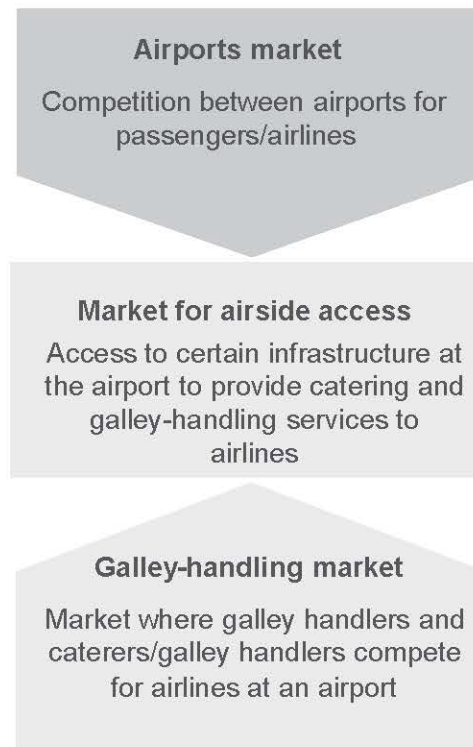 Airports market
Competition between airports for
passengers/airlines
Market for airside access
Access to certain infrastructure at
the airport to provide catering and
galley-handling services to
airlines
Galley-handling market
Market where galley handlers and
caterers/galley handlers compete
for airlines at an airport